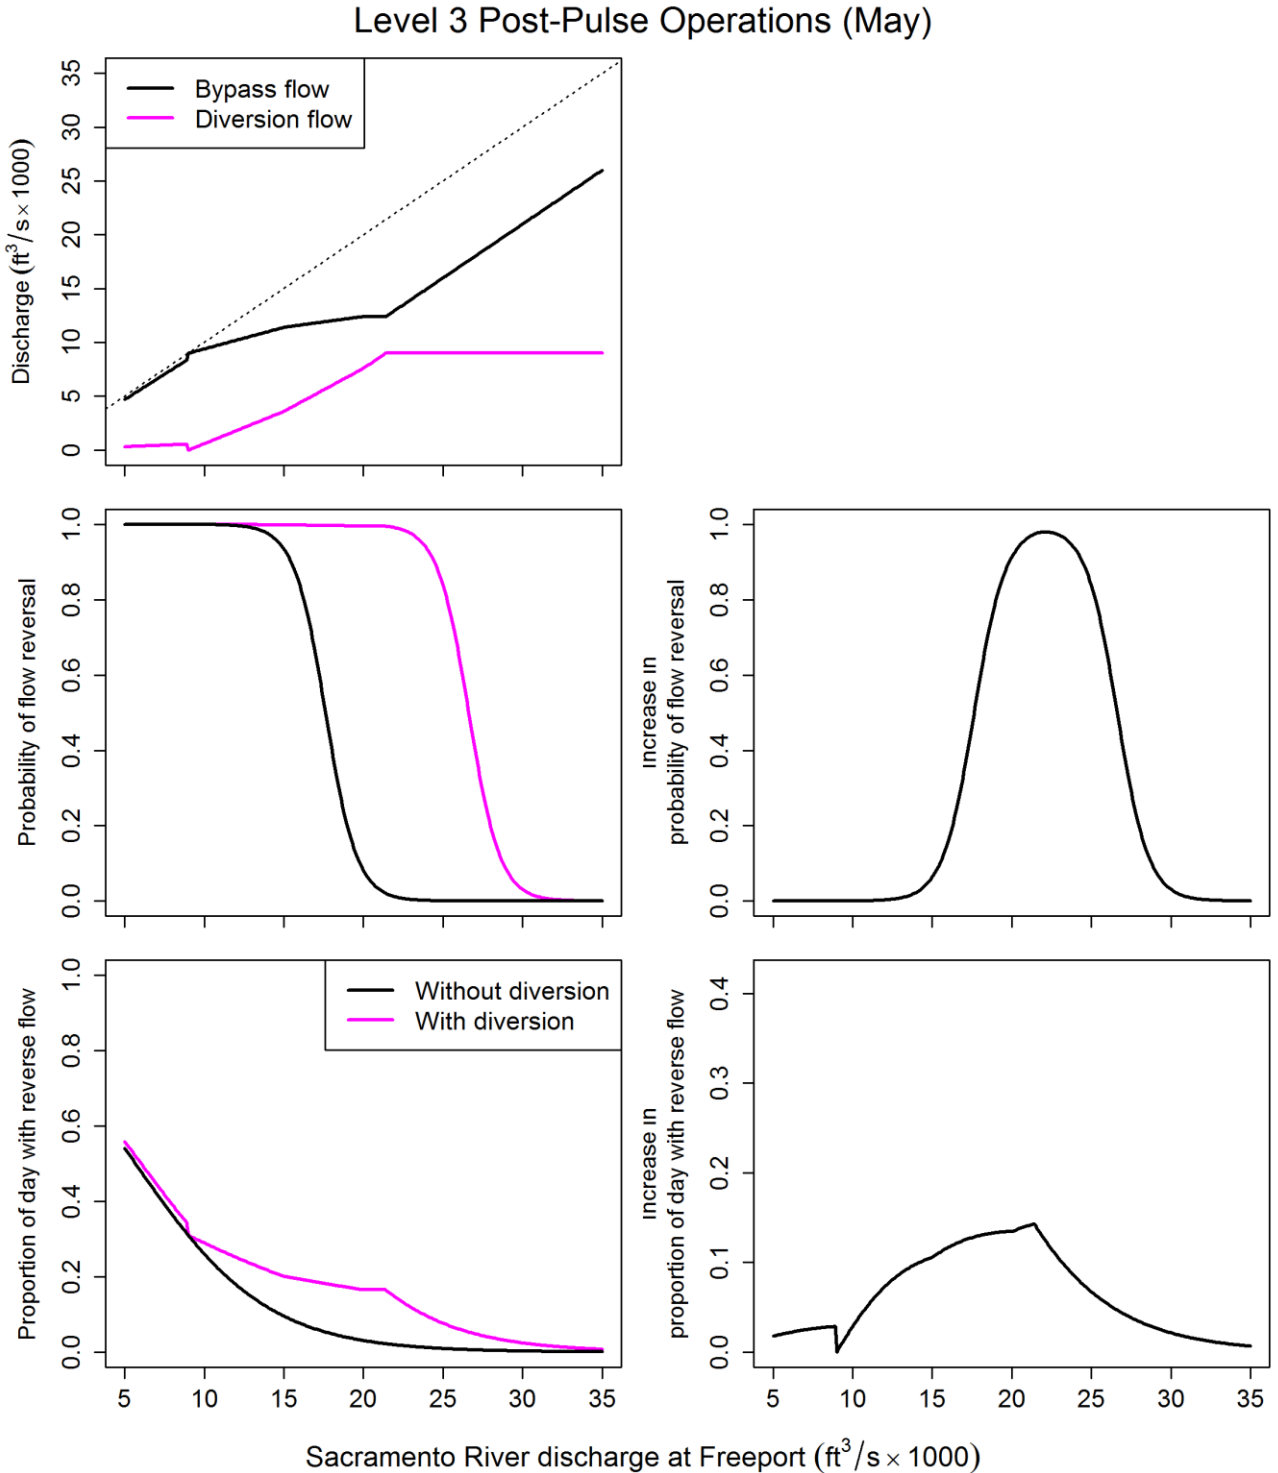 Level 3 Post-Pulse Operations (May)
Discharge (ft³/s × 1000)
35
30
25
20
15
10
5
0
Bypass flow
Diversion flow
Probability of flow reversal
1.0
0.8
0.6
0.4
0.2
0.0
Increase in
probability of flow reversal
1.0
0.8
0.6
0.4
0.2
0.0
Proportion of day with reverse flow
1.0
0.8
0.6
0.4
0.2
0.0
Without diversion
With diversion
5 10 15 20 25 30 35
Increase in
proportion of day with reverse flow
0.4
0.3
0.2
0.1
0.0
5 10 15 20 25 30 35
Sacramento River discharge at Freeport (ft³/s × 1000)